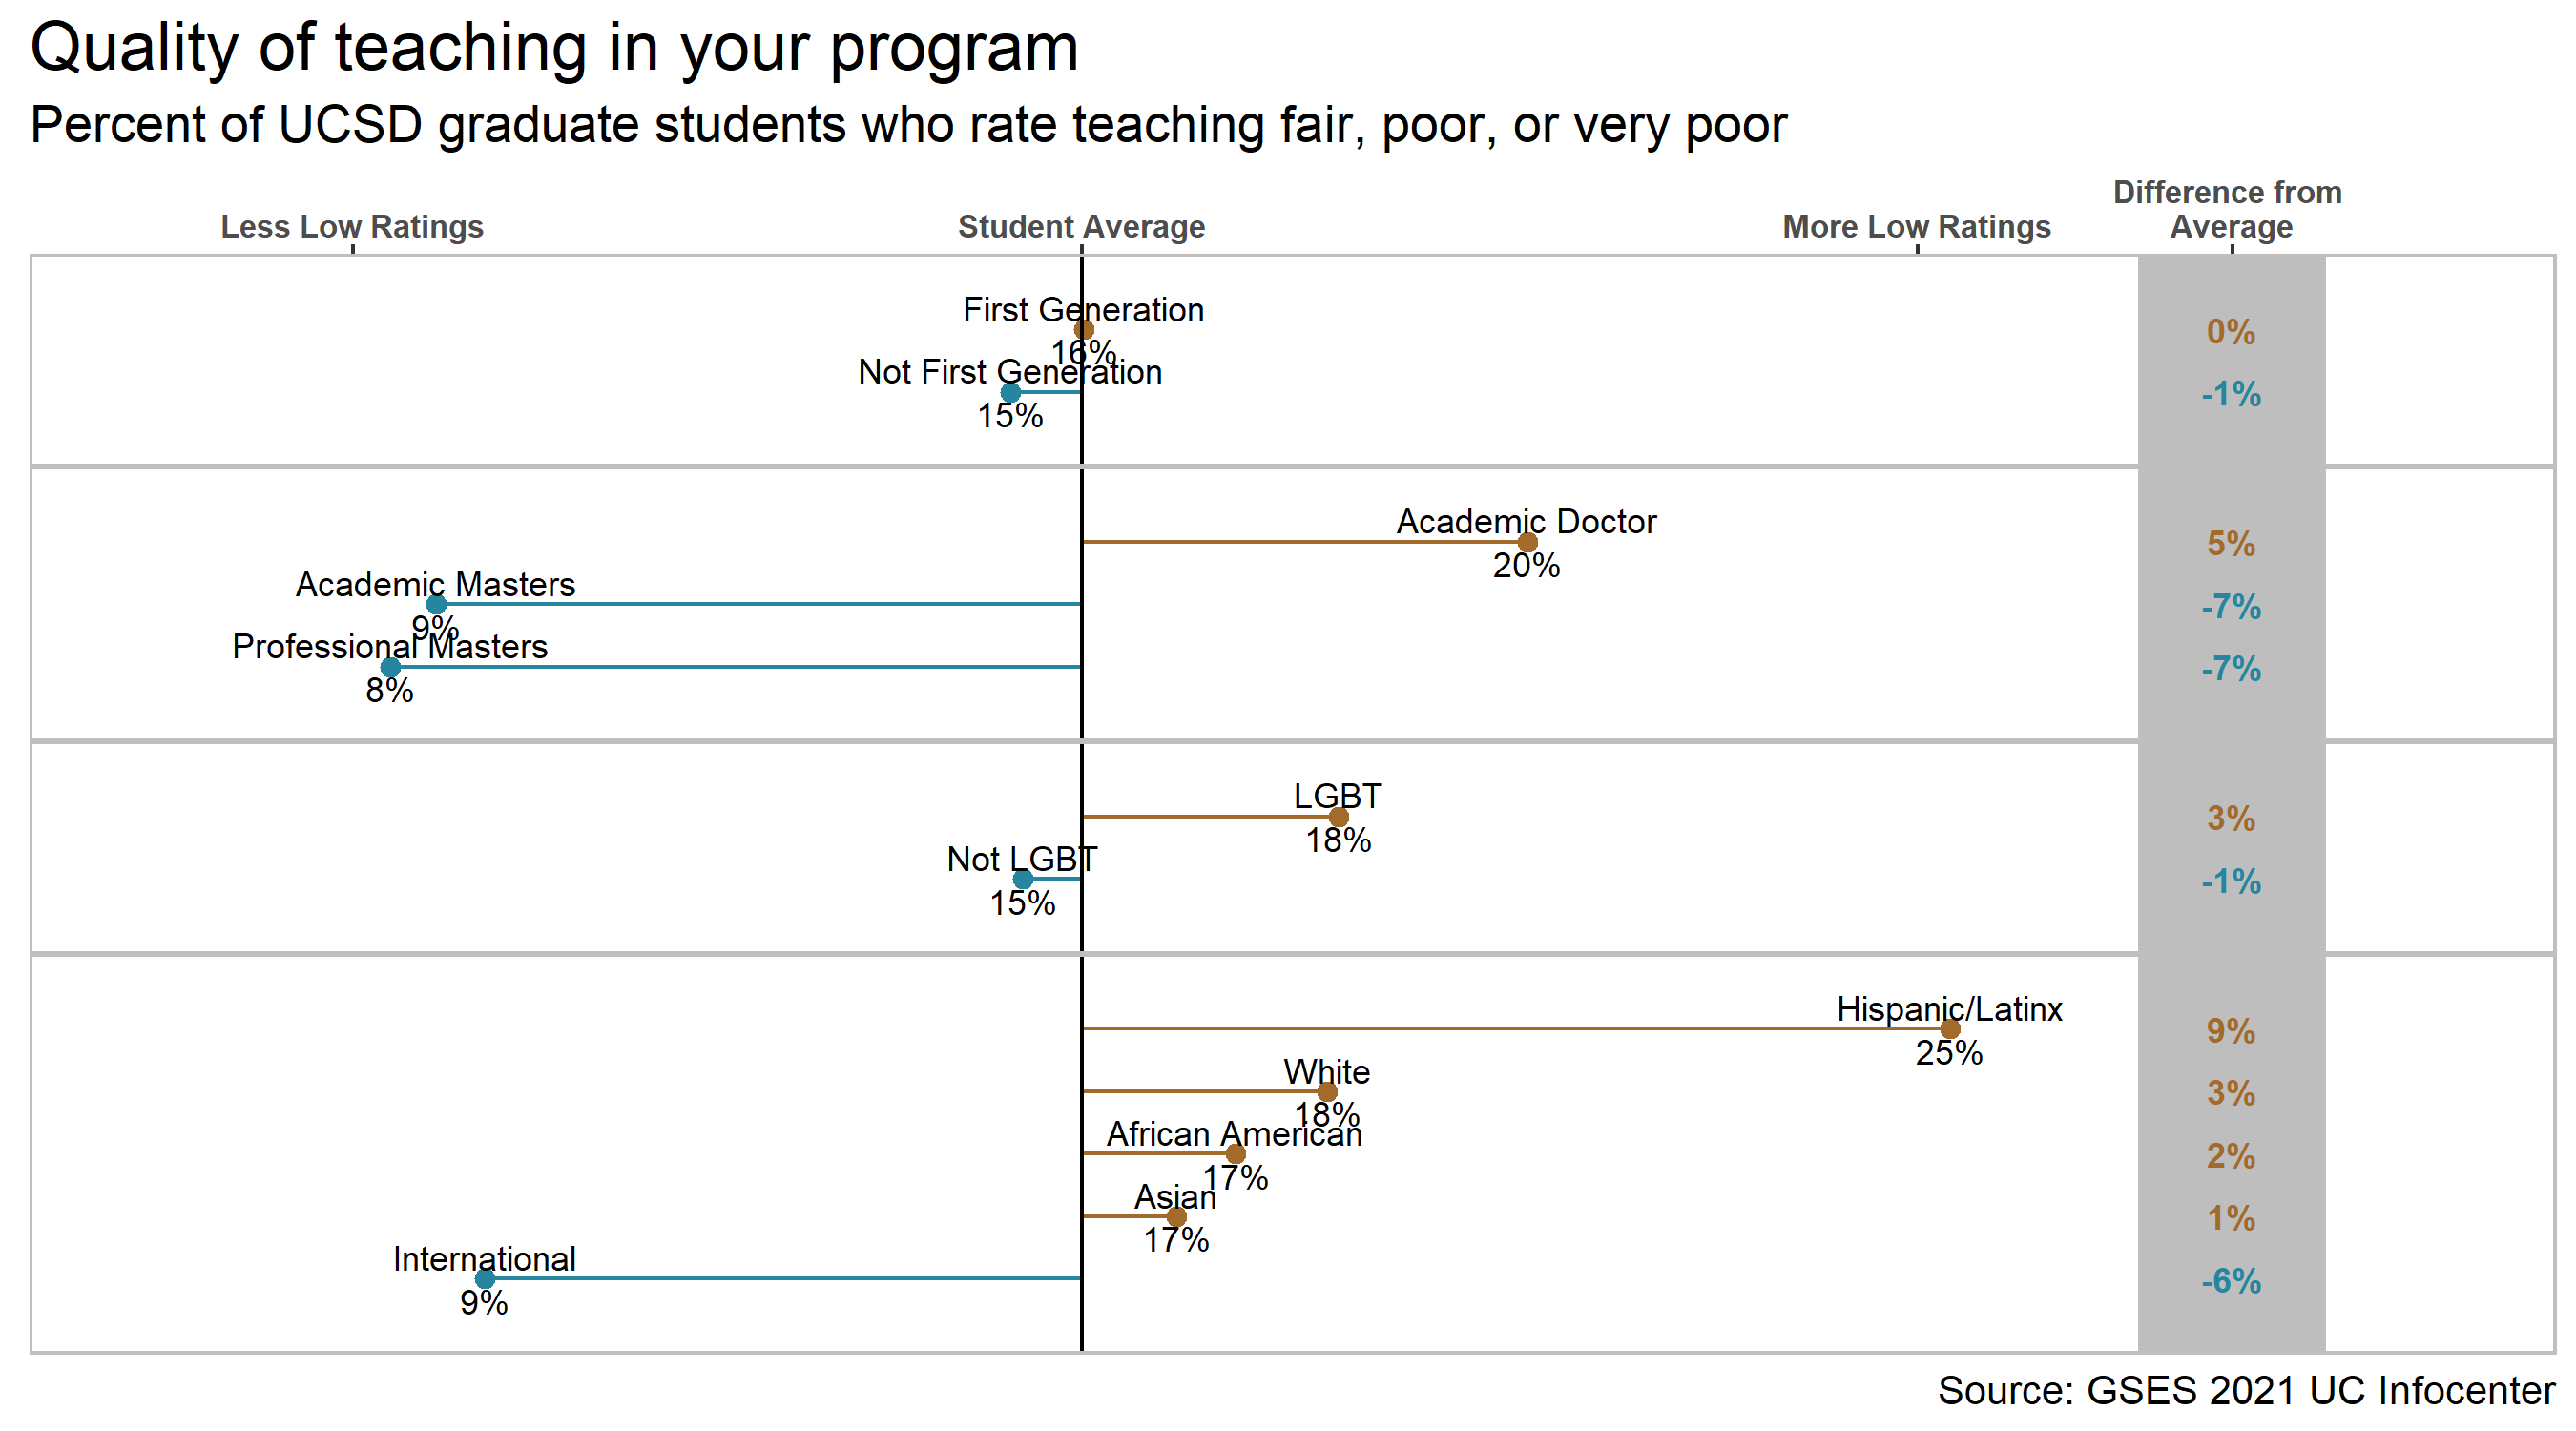 Quality of teaching in your program
Percent of UCSD graduate students who rate teaching fair, poor, or very poor
Less Low Ratings
Student Average
More Low Ratings
Difference from
Average
First Generation
16%
0%
Not First Generation
15%
-1%
Academic Doctor
20%
5%
Academic Masters
9%
-7%
Professional Masters
8%
-7%
LGBT
18%
3%
Not LGBT
15%
-1%
Hispanic/Latinx
25%
9%
White
18%
3%
African American
17%
2%
Asian
17%
1%
International
9%
-6%
Source: GSES 2021 UC Infocenter